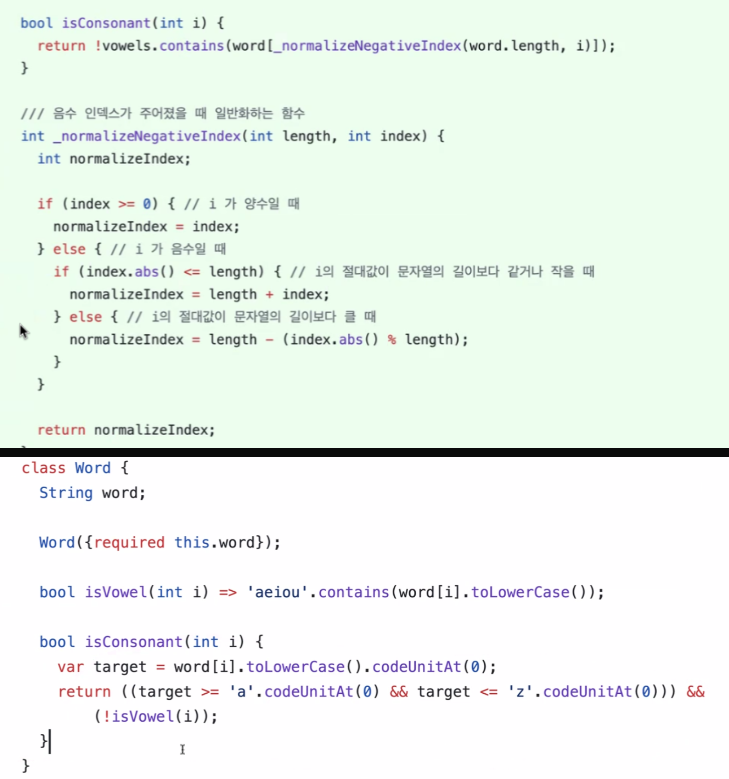 bool isConsonant(int i) {
  return !vowels.contains(word[_normalizeNegativeIndex(word.length, i)]);
}
/// 음수 인덱스가 주어졌을 때 일반화하는 함수
int _normalizeNegativeIndex(int length, int index) {
  int normalizeIndex;
  if (index >= 0) { // i 가 양수일 때
    normalizeIndex = index;
  } else { // i 가 음수일 때
    if (index.abs() <= length) { // i의 절대값이 문자열의 길이보다 같거나 작을 때
      normalizeIndex = length + index;
    } else { // i의 절대값이 문자열의 길이보다 클 때
      normalizeIndex = length - (index.abs() % length);
    }
  }
  return normalizeIndex;
class Word {
  String word;
  Word({required this.word});
  bool isVowel(int i) => 'aeiou'.contains(word[i].toLowerCase());
  bool isConsonant(int i) {
    var target = word[i].toLowerCase().codeUnitAt(0);
    return ((target >= 'a'.codeUnitAt(0) && target <= 'z'.codeUnitAt(0))) &&
        (!isVowel(i));
  }
}